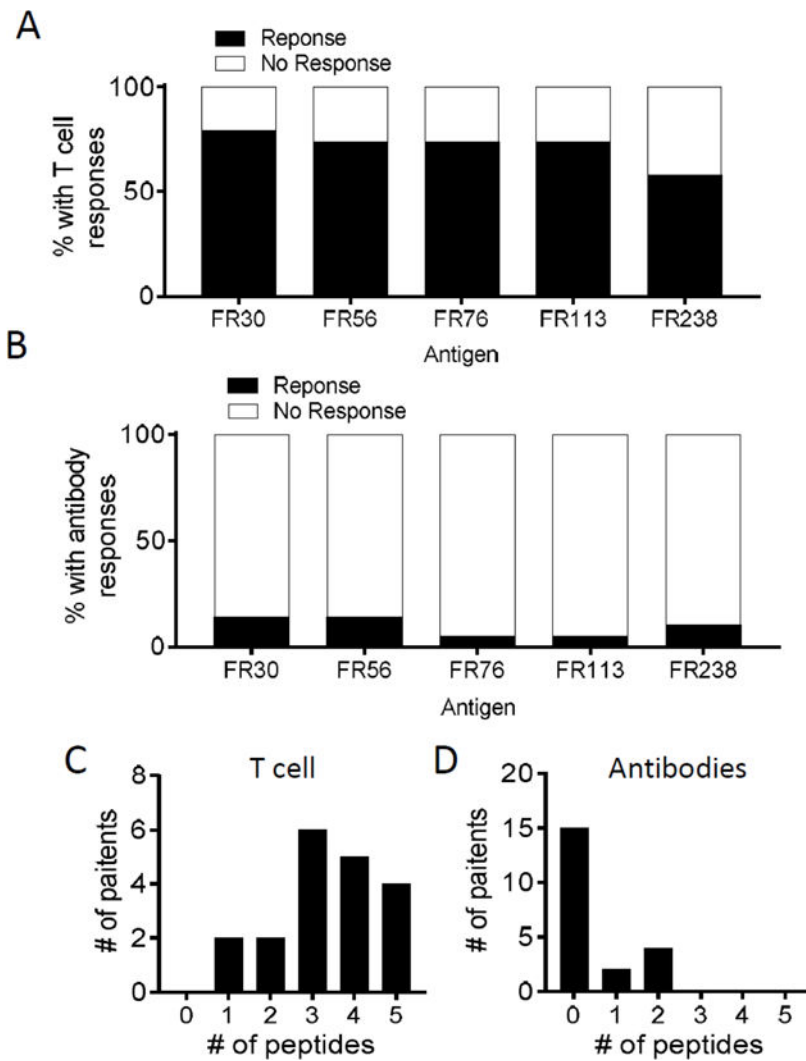 A
Reponse
No Response
% with T cell
responses
100
50
0
FR30 FR56 FR76 FR113 FR238
Antigen
B
Reponse
No Response
% with antibody
responses
100
50
0
FR30 FR56 FR76 FR113 FR238
Antigen
C
T cell
# of paitents
8
6
4
2
0
0 1 2 3 4 5
# of peptides
D
Antibodies
# of paitents
20
15
10
5
0
0 1 2 3 4 5
# of peptides